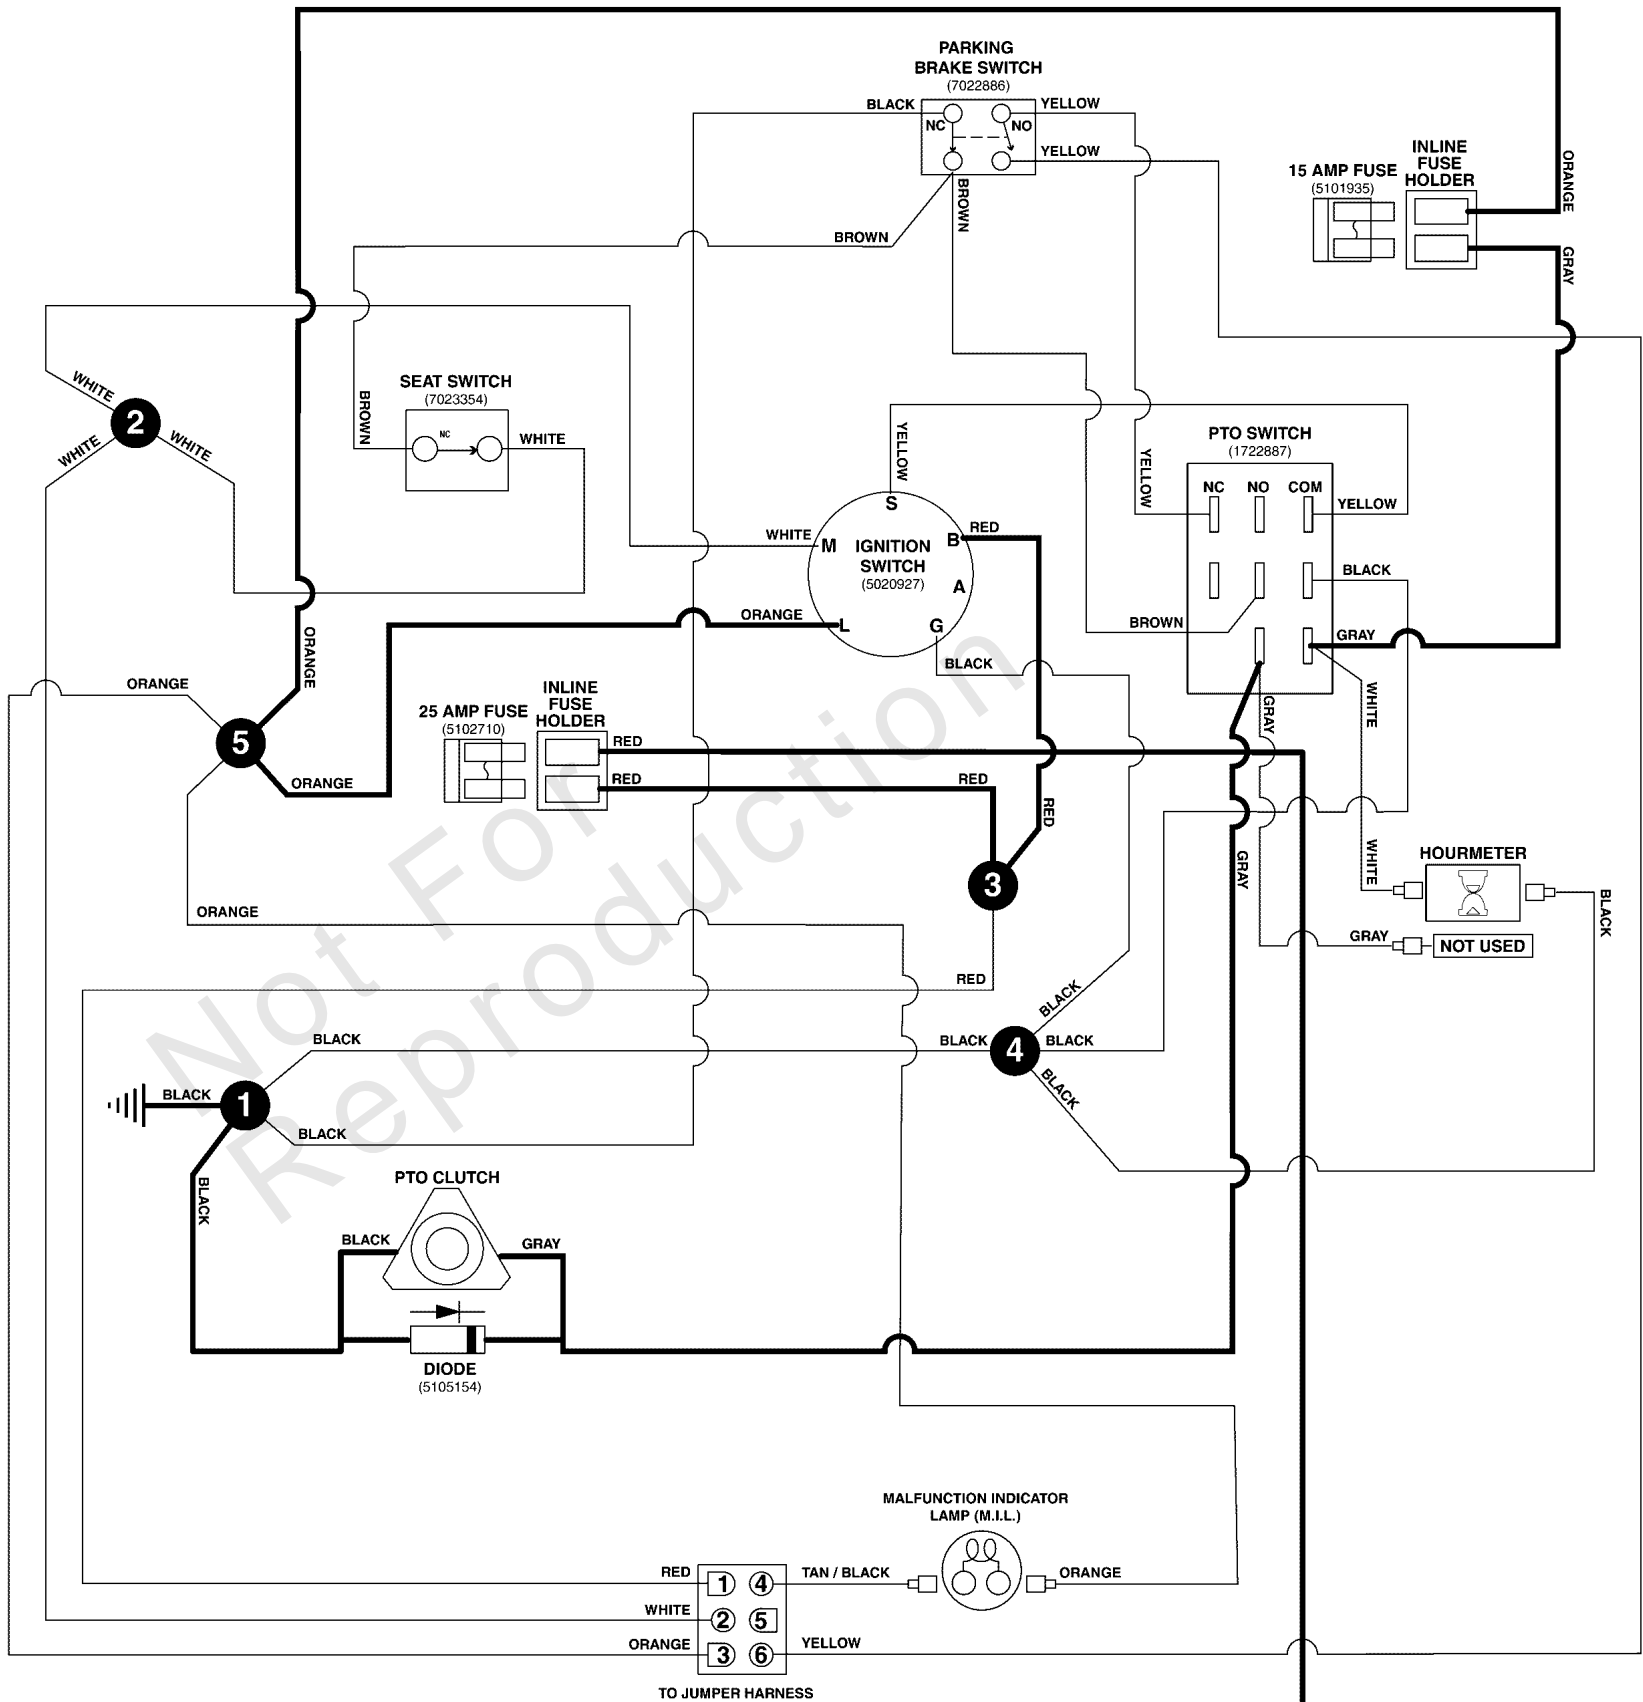 PARKING
BRAKE SWITCH
(7022886)
BLACK
YELLOW
NC
NO
YELLOW
BROWN
BROWN
15 AMP FUSE
(5101935)
INLINE
FUSE
HOLDER
ORANGE
GRAY
WHITE
2
WHITE
WHITE
BROWN
SEAT SWITCH
(7023354)
NC
WHITE
YELLOW
YELLOW
PTO SWITCH
(1722887)
NC
NO
COM
YELLOW
BLACK
BROWN
GRAY
S
WHITE
M
IGNITION
SWITCH
(5020927)
B
RED
A
ORANGE
L
G
BLACK
ORANGE
ORANGE
5
ORANGE
25 AMP FUSE
(5102710)
INLINE
FUSE
HOLDER
RED
RED
RED
RED
3
GRAY
WHITE
GRAY
WHITE
HOURMETER
BLACK
GRAY
NOT USED
ORANGE
RED
Not For
Reproduction
BLACK
BLACK
4
BLACK
BLACK
BLACK
BLACK
1
BLACK
BLACK
PTO CLUTCH
BLACK
GRAY
DIODE
(5105154)
MALFUNCTION INDICATOR
LAMP (M.I.L.)
RED
1
4
TAN / BLACK
ORANGE
WHITE
2
5
ORANGE
3
6
YELLOW
TO JUMPER HARNESS